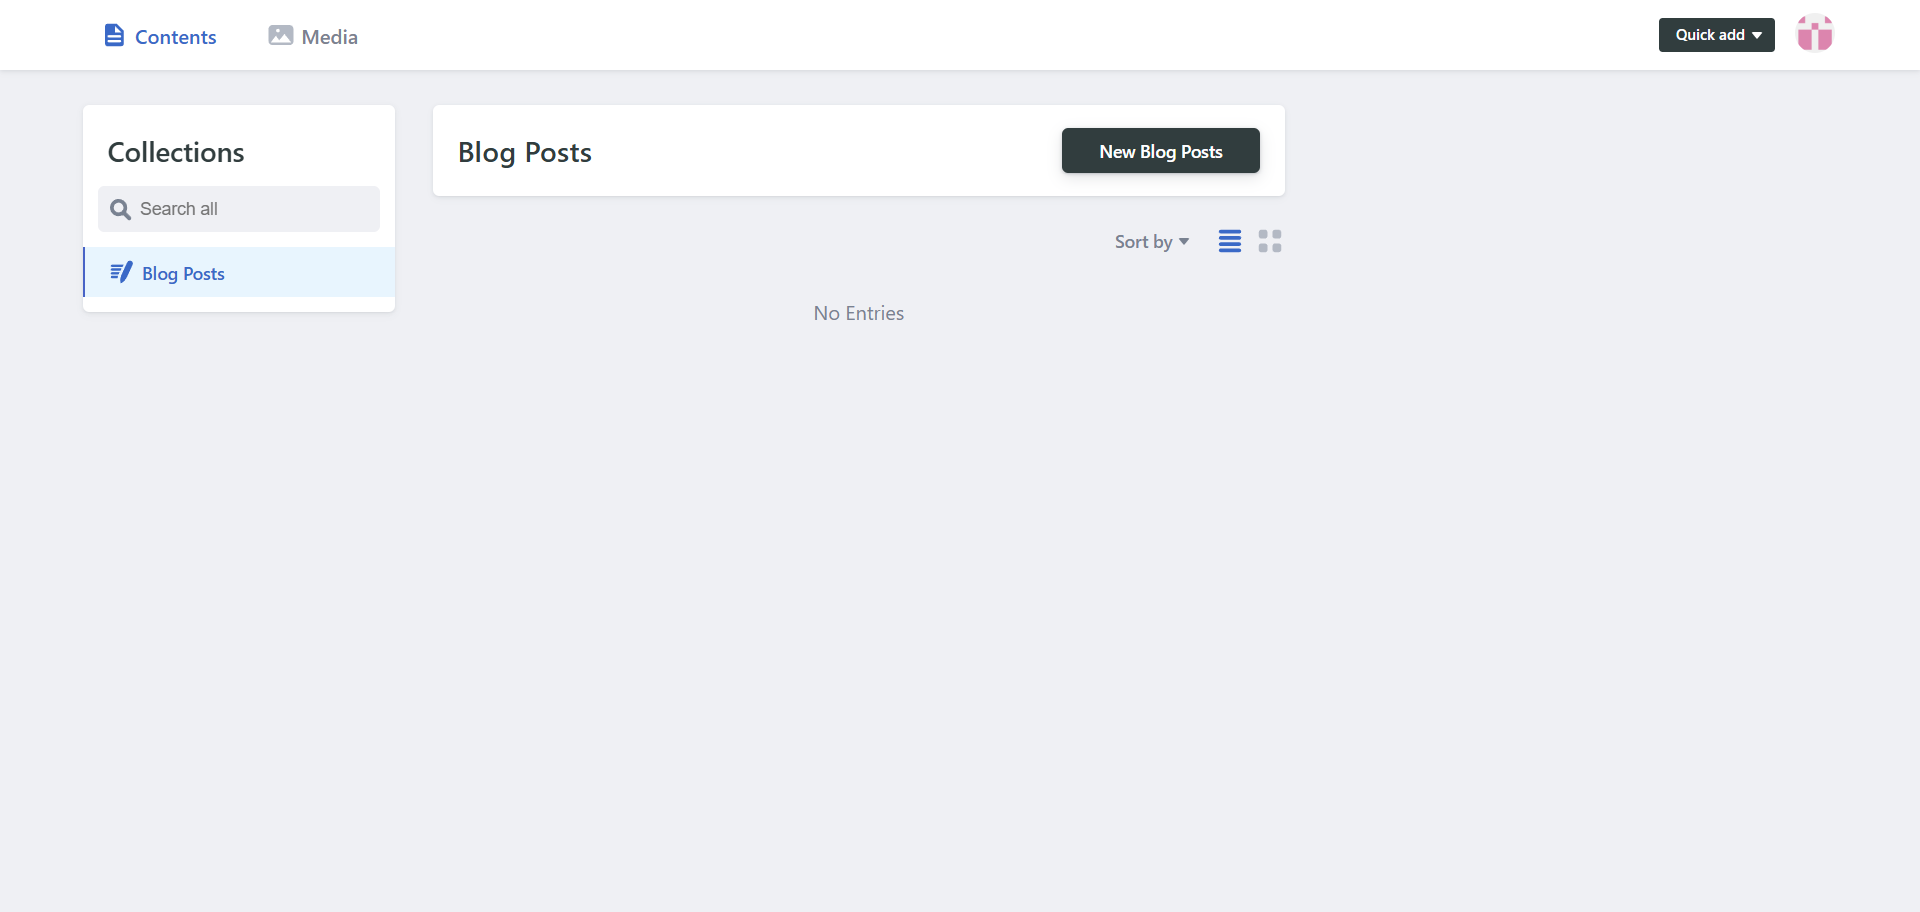 Contents
Media
Quick add
Collections
Search all
Blog Posts
Blog Posts
New Blog Posts
Sort by
No Entries